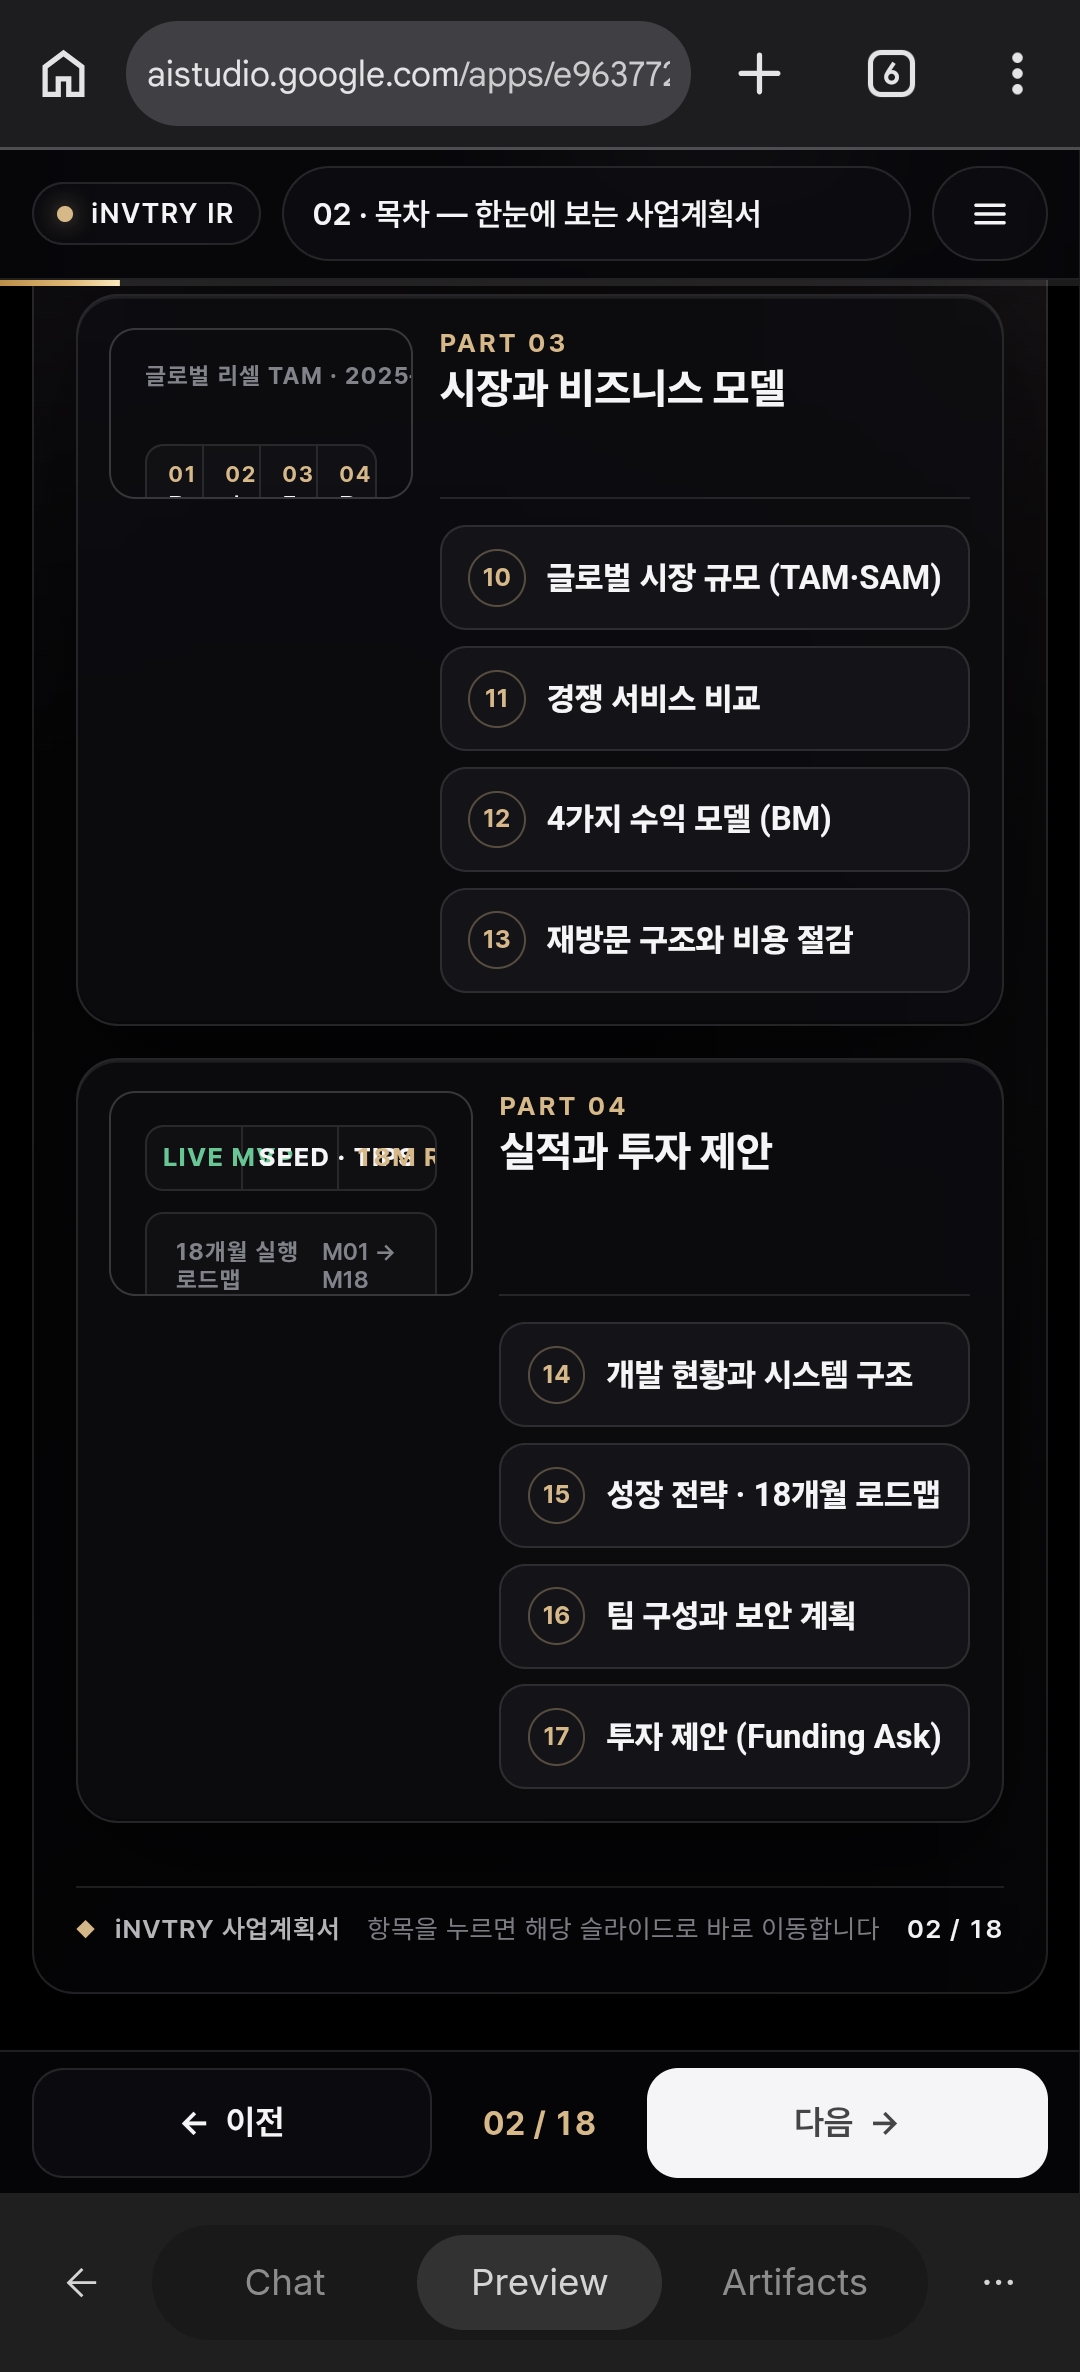 aistudio.google.com/apps/e963772
6
iNVTRY IR
02 · 목차 — 한눈에 보는 사업계획서
글로벌 리셀 TAM · 2025-
01 02 03 04
PART 03
시장과 비즈니스 모델
10 글로벌 시장 규모 (TAM·SAM)
11 경쟁 서비스 비교
12 4가지 수익 모델 (BM)
13 재방문 구조와 비용 절감
LIVE SEED ·
18개월 실행
로드맵
M01 →
M18
PART 04
실적과 투자 제안
14 개발 현황과 시스템 구조
15 성장 전략 · 18개월 로드맵
16 팀 구성과 보안 계획
17 투자 제안 (Funding Ask)
◆ iNVTRY 사업계획서 항목을 누르면 해당 슬라이드로 바로 이동합니다 02 / 18
← 이전
02 / 18
다음 →
Chat
Preview
Artifacts